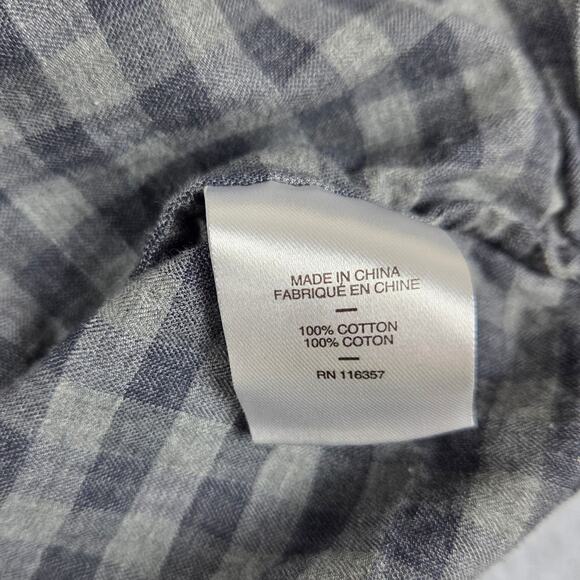 MADE IN CHINA
FABRIQUÉ EN CHINE
100% COTTON
100% COTON
RN 116357